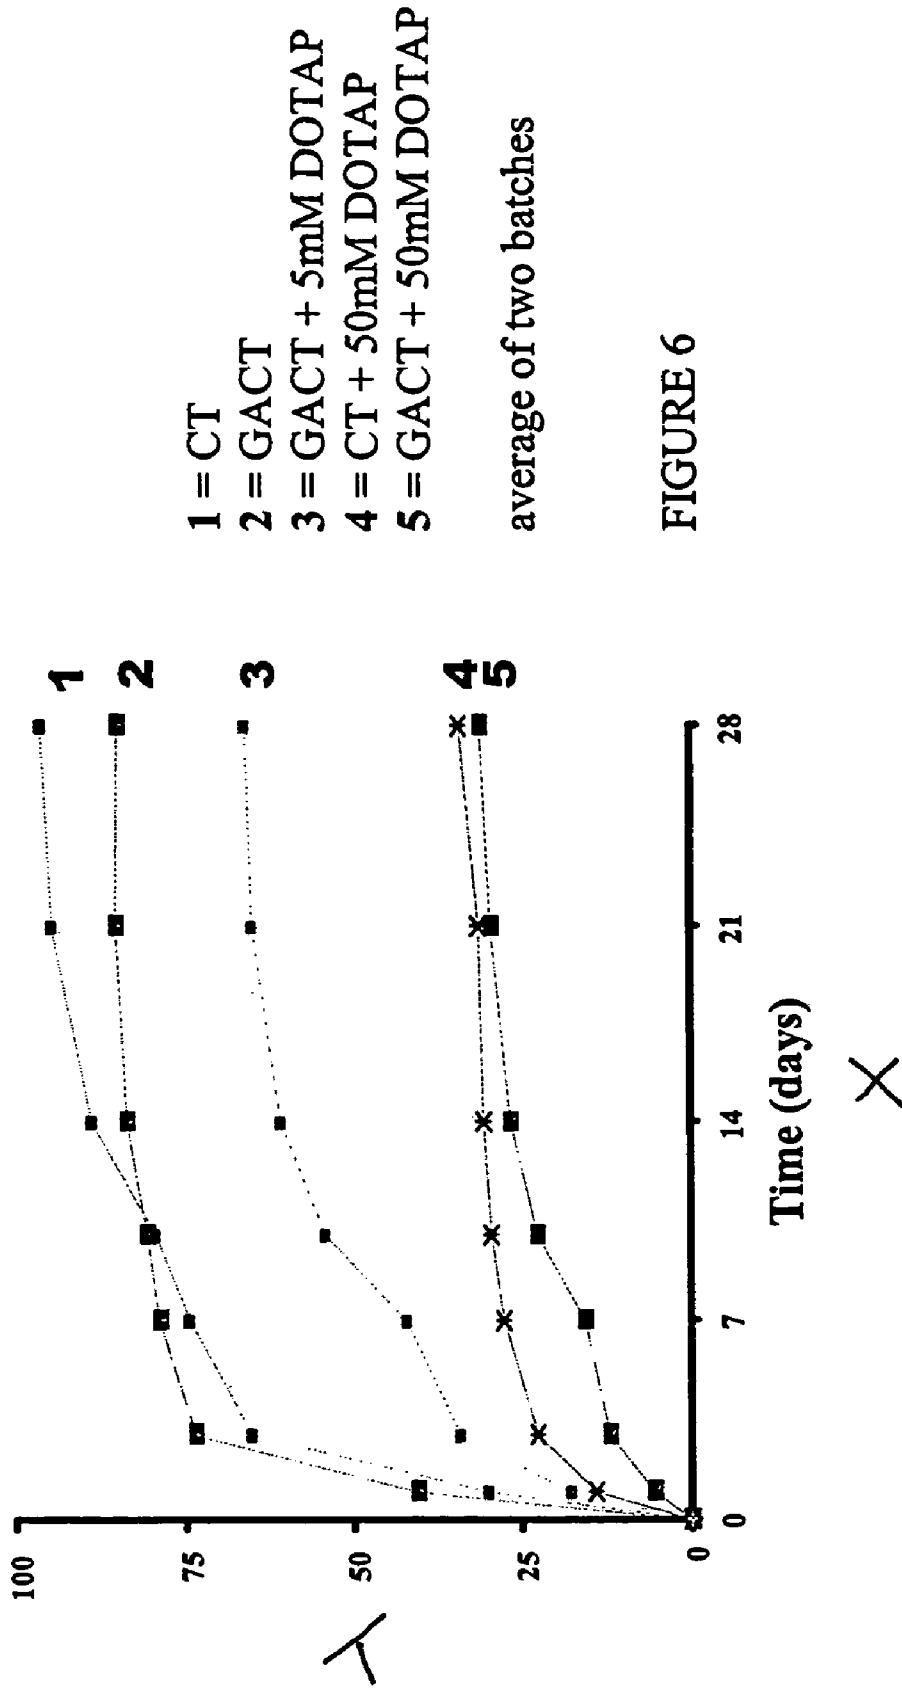 100
75
50
25
0
Y
0
7
14
21
28
Time (days)
X
1
2
3
4
5
1 = CT
2 = GACT
3 = GACT + 5mM DOTAP
4 = CT + 50mM DOTAP
5 = GACT + 50mM DOTAP
average of two batches
FIGURE 6